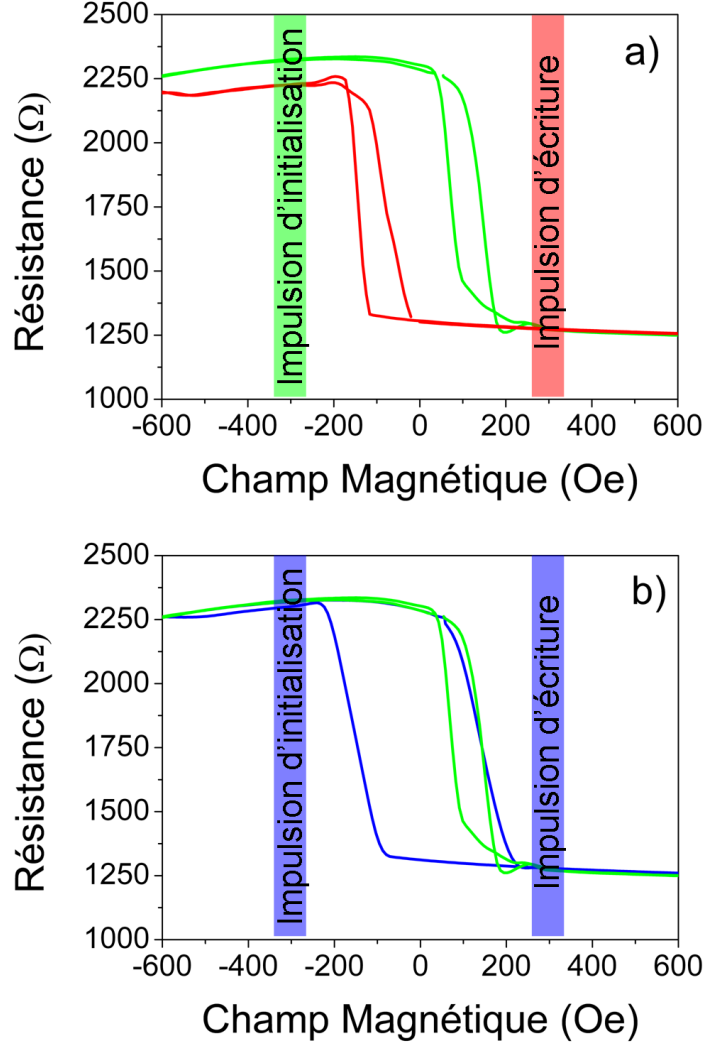 a)
2500
2250
2000
1750
1500
1250
1000
Résistance (Ω)
Impulsion d'initialisation
Impulsion d'écriture
-600 -400 -200 0 200 400 600
Champ Magnétique (Oe)
b)
2500
2250
2000
1750
1500
1250
1000
Résistance (Ω)
Impulsion d'initialisation
Impulsion d'écriture
-600 -400 -200 0 200 400 600
Champ Magnétique (Oe)